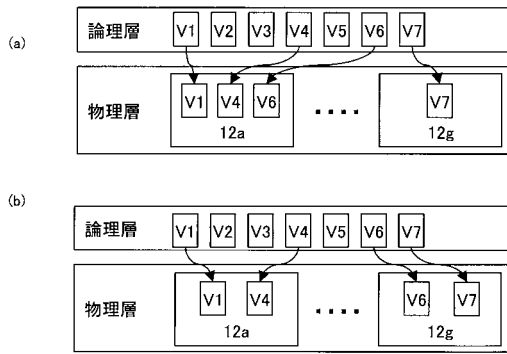 (a)
論理層 V1 V2 V3 V4 V5 V6 V7
物理層 V1 V4 V6 ････ V7
12a 12g
(b)
論理層 V1 V2 V3 V4 V5 V6 V7
物理層 V1 V4 ････ V6 V7
12a 12g